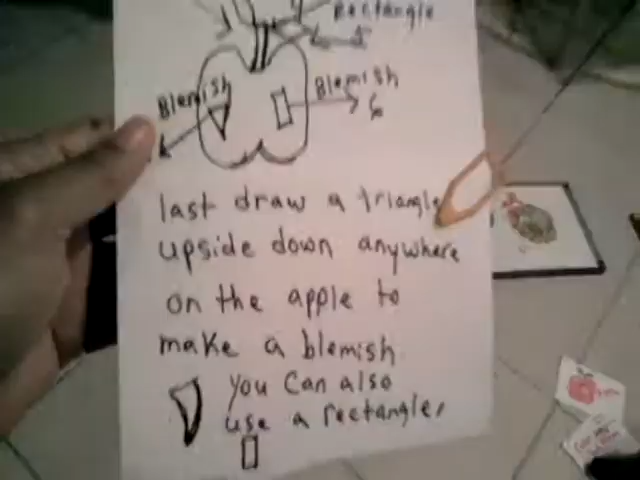 Rectangle
Blemish
Blemish
6
last draw a triangle
upside down anywhere
on the apple to
make a blemish
you can also
use a rectangle,